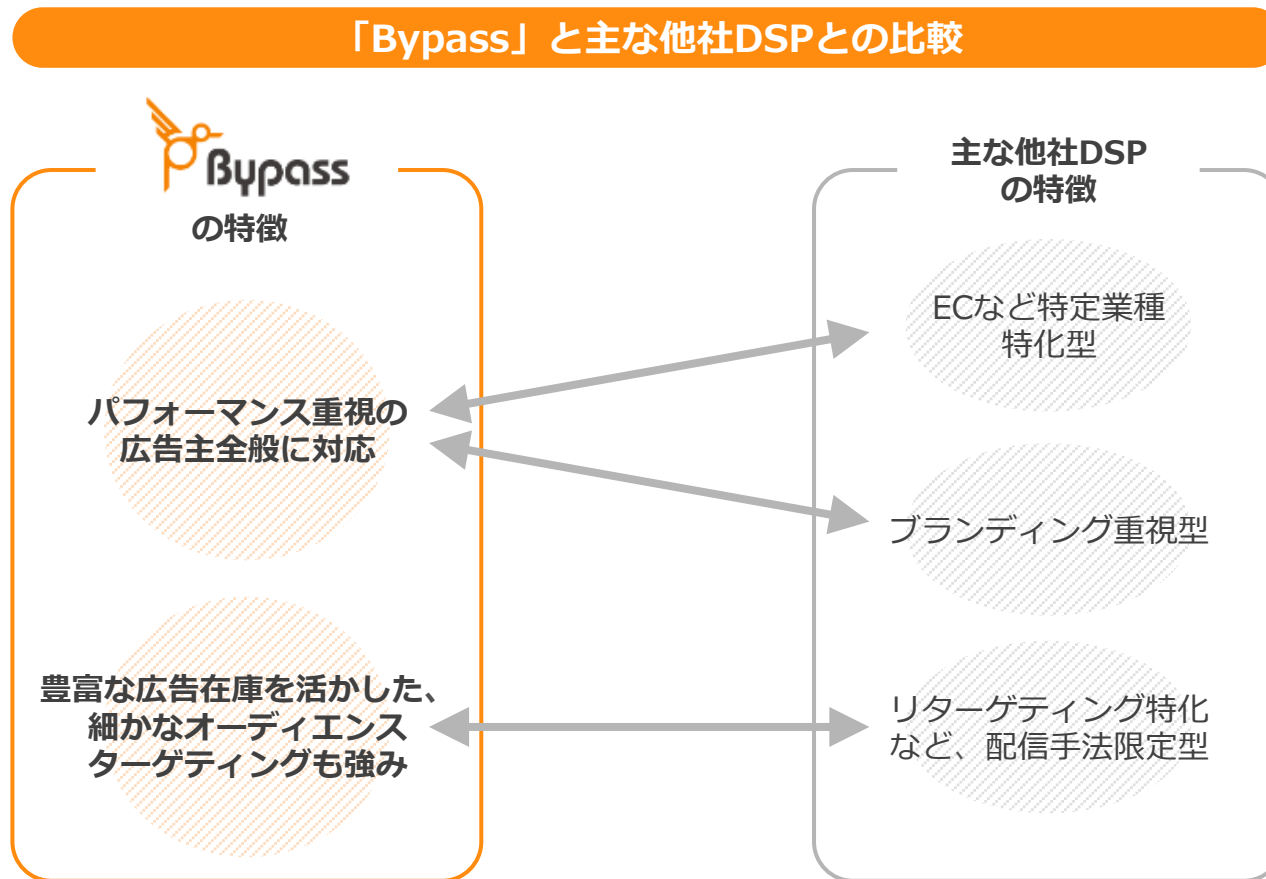 「Bypass」と主な他社DSPとの比較
Bypass
の特徴
パフォーマンス重視の
広告主全般に対応
豊富な広告在庫を活かした、
細かなオーディエンス
ターゲティングも強み
主な他社DSP
の特徴
ECなど特定業種
特化型
ブランディング重視型
リターゲティング特化
など、配信手法限定型